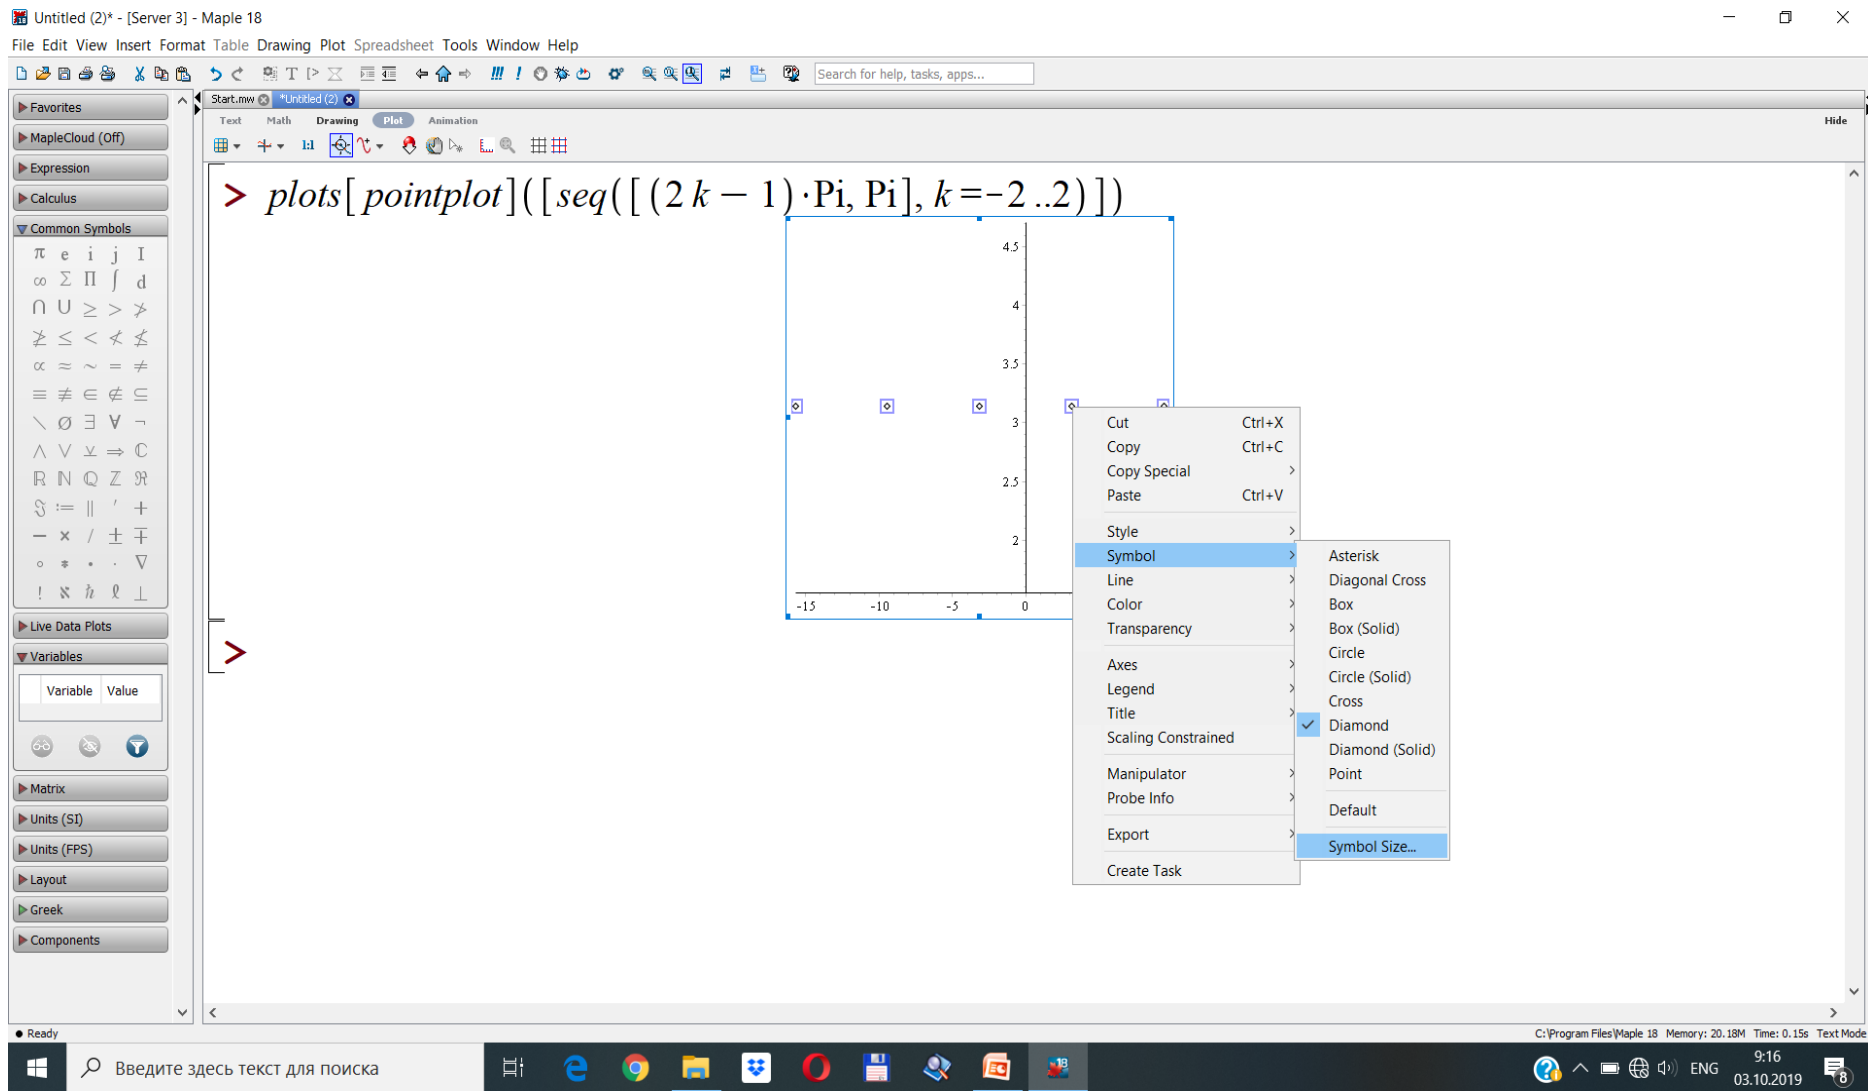 Untitled (2)* - [Server 3] - Maple 18
File Edit View Insert Format Table Drawing Plot Spreadsheet Tools Window Help
Search for help, tasks, apps...
Favorites
MapleCloud (Off)
Expression
Calculus
Common Symbols
π e i j I
∞ Σ Π ∫ d
∩ ∪ ≥ > ≯
≱ ≤ < ≮ ≰
∝ ≈ ~ = ≠
≡ ≢ ∈ ∉ ⊆
\ Ø ∃ ∀ ¬
∧ ∨ ⊻ ⇒ ℂ
ℝ ℕ ℚ ℤ ℜ
ℑ := ∥ ′ +
− × / ± ∓
∘ * • · ∇
! ℵ ℏ ℓ ⊥
Live Data Plots
Variables
Variable Value
Matrix
Units (SI)
Units (FPS)
Layout
Greek
Components
Start.mw *Untitled (2)
Text Math Drawing Plot Animation Hide
1:1
> plots[pointplot]([seq([(2 k − 1)·Pi, Pi], k=−2 ..2)])
4.5
4
3.5
3
2.5
2
-15 -10 -5 0
>
Cut Ctrl+X
Copy Ctrl+C
Copy Special
Paste Ctrl+V
Style
Symbol
Line
Color
Transparency
Axes
Legend
Title
Scaling Constrained
Manipulator
Probe Info
Export
Create Task
Asterisk
Diagonal Cross
Box
Box (Solid)
Circle
Circle (Solid)
Cross
Diamond
Diamond (Solid)
Point
Default
Symbol Size...
Ready
C:\Program Files\Maple 18 Memory: 20.18M Time: 0.15s Text Mode
Введите здесь текст для поиска
18
ENG
9:16
03.10.2019
8